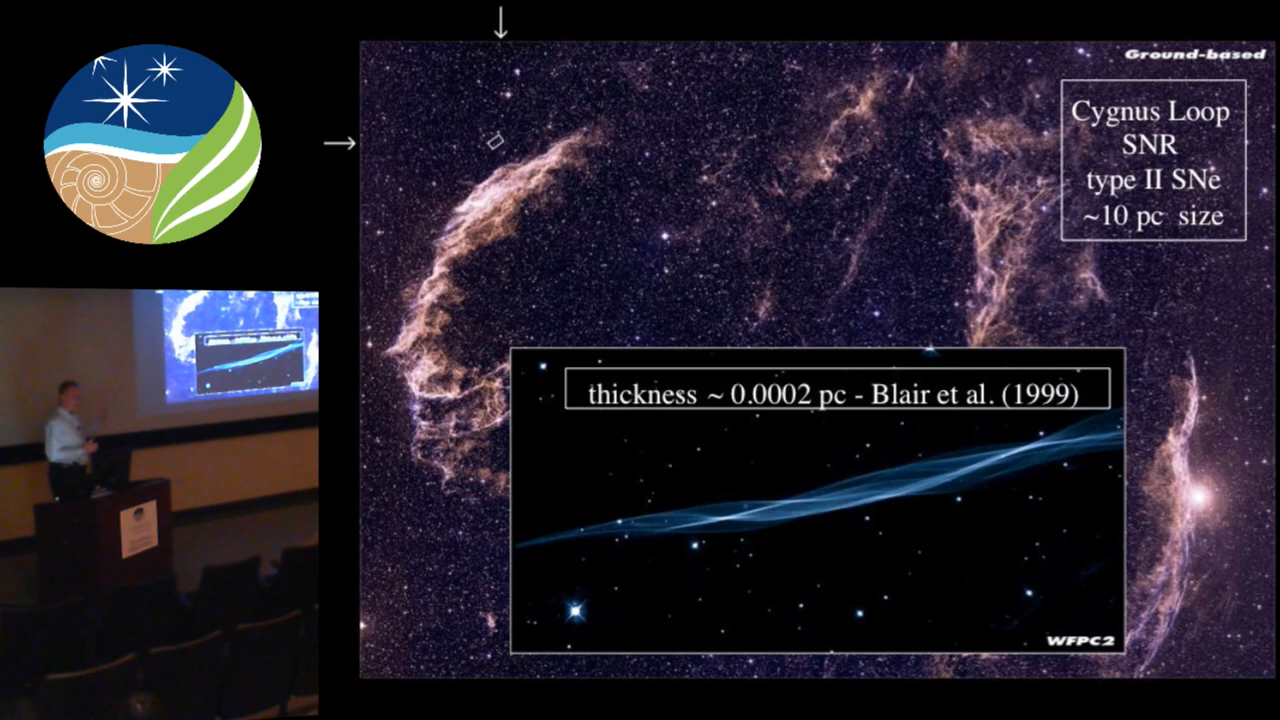 Ground-based
Cygnus Loop
SNR
type II SNe
~10 pc size
thickness ~ 0.0002 pc - Blair et al. (1999)
WFPC2